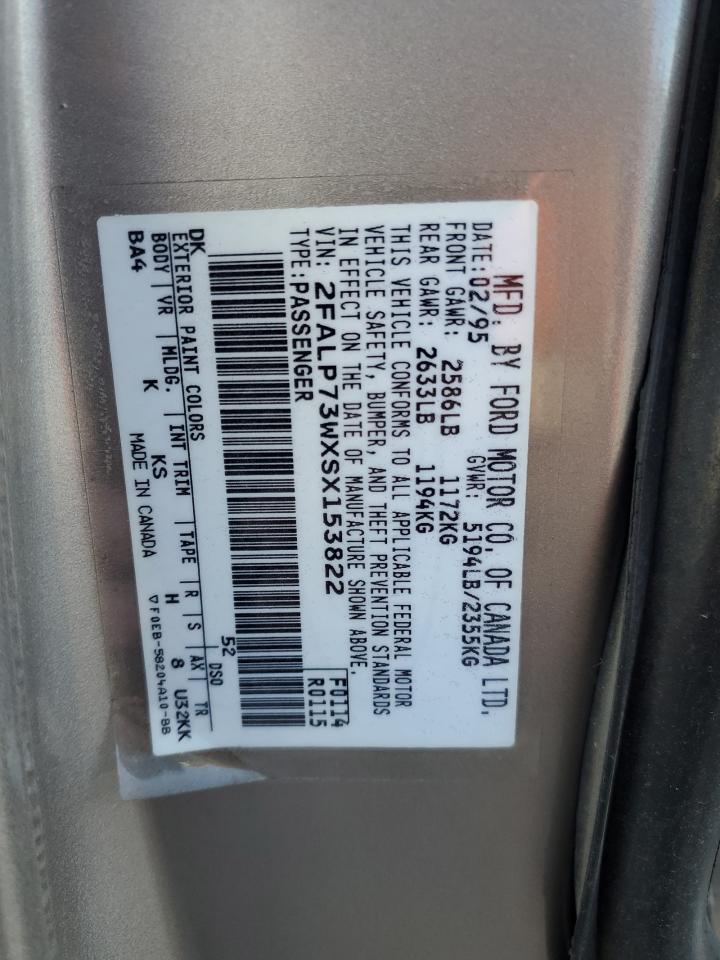 MFD. BY FORD MOTOR CO. OF CANADA LTD.
DATE: 02/95 GVWR: 5194LB/2355KG
FRONT GAWR: 2586LB 1172KG
REAR GAWR: 2633LB 1194KG
THIS VEHICLE CONFORMS TO ALL APPLICABLE FEDERAL MOTOR
VEHICLE SAFETY, BUMPER, AND THEFT PREVENTION STANDARDS
IN EFFECT ON THE DATE OF MANUFACTURE SHOWN ABOVE.
VIN: 2FALP73WXSX153822 F0114
TYPE: PASSENGER R0115
52
DK DSO
EXTERIOR PAINT COLORS
BODY | VR | MLDG. | INT TRIM | TAPE | R | S | AX | TR
BA4 K KS H 8 U32KK
MADE IN CANADA ▽F0EB-58204A10-BB